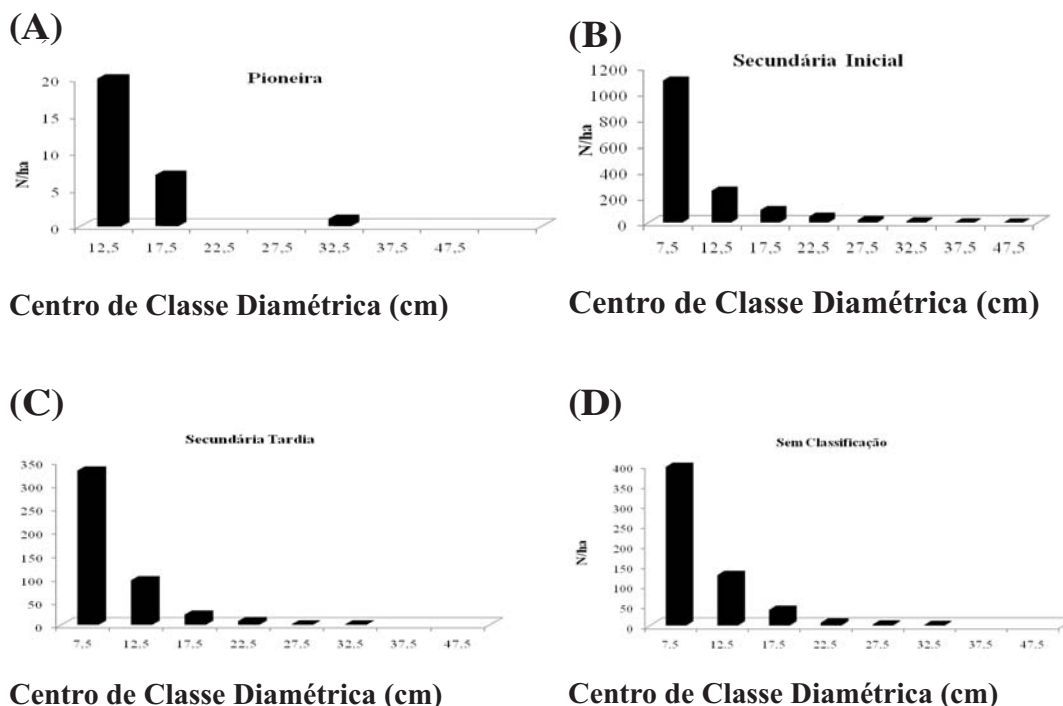 (A)
Pioneira
N/ha
20
15
10
5
0
12,5 17,5 22,5 27,5 32,5 37,5 47,5
Centro de Classe Diamétrica (cm)
(B)
Secundária Inicial
N/ha
1200
1000
800
600
400
200
0
7,5 12,5 17,5 22,5 27,5 32,5 37,5 47,5
Centro de Classe Diamétrica (cm)
(C)
Secundária Tardia
350
300
250
200
150
100
50
0
7,5 12,5 17,5 22,5 27,5 32,5 37,5 47,5
Centro de Classe Diamétrica (cm)
(D)
Sem Classificação
N/ha
400
350
300
250
200
150
100
50
0
7,5 12,5 17,5 22,5 27,5 32,5 37,5 47,5
Centro de Classe Diamétrica (cm)